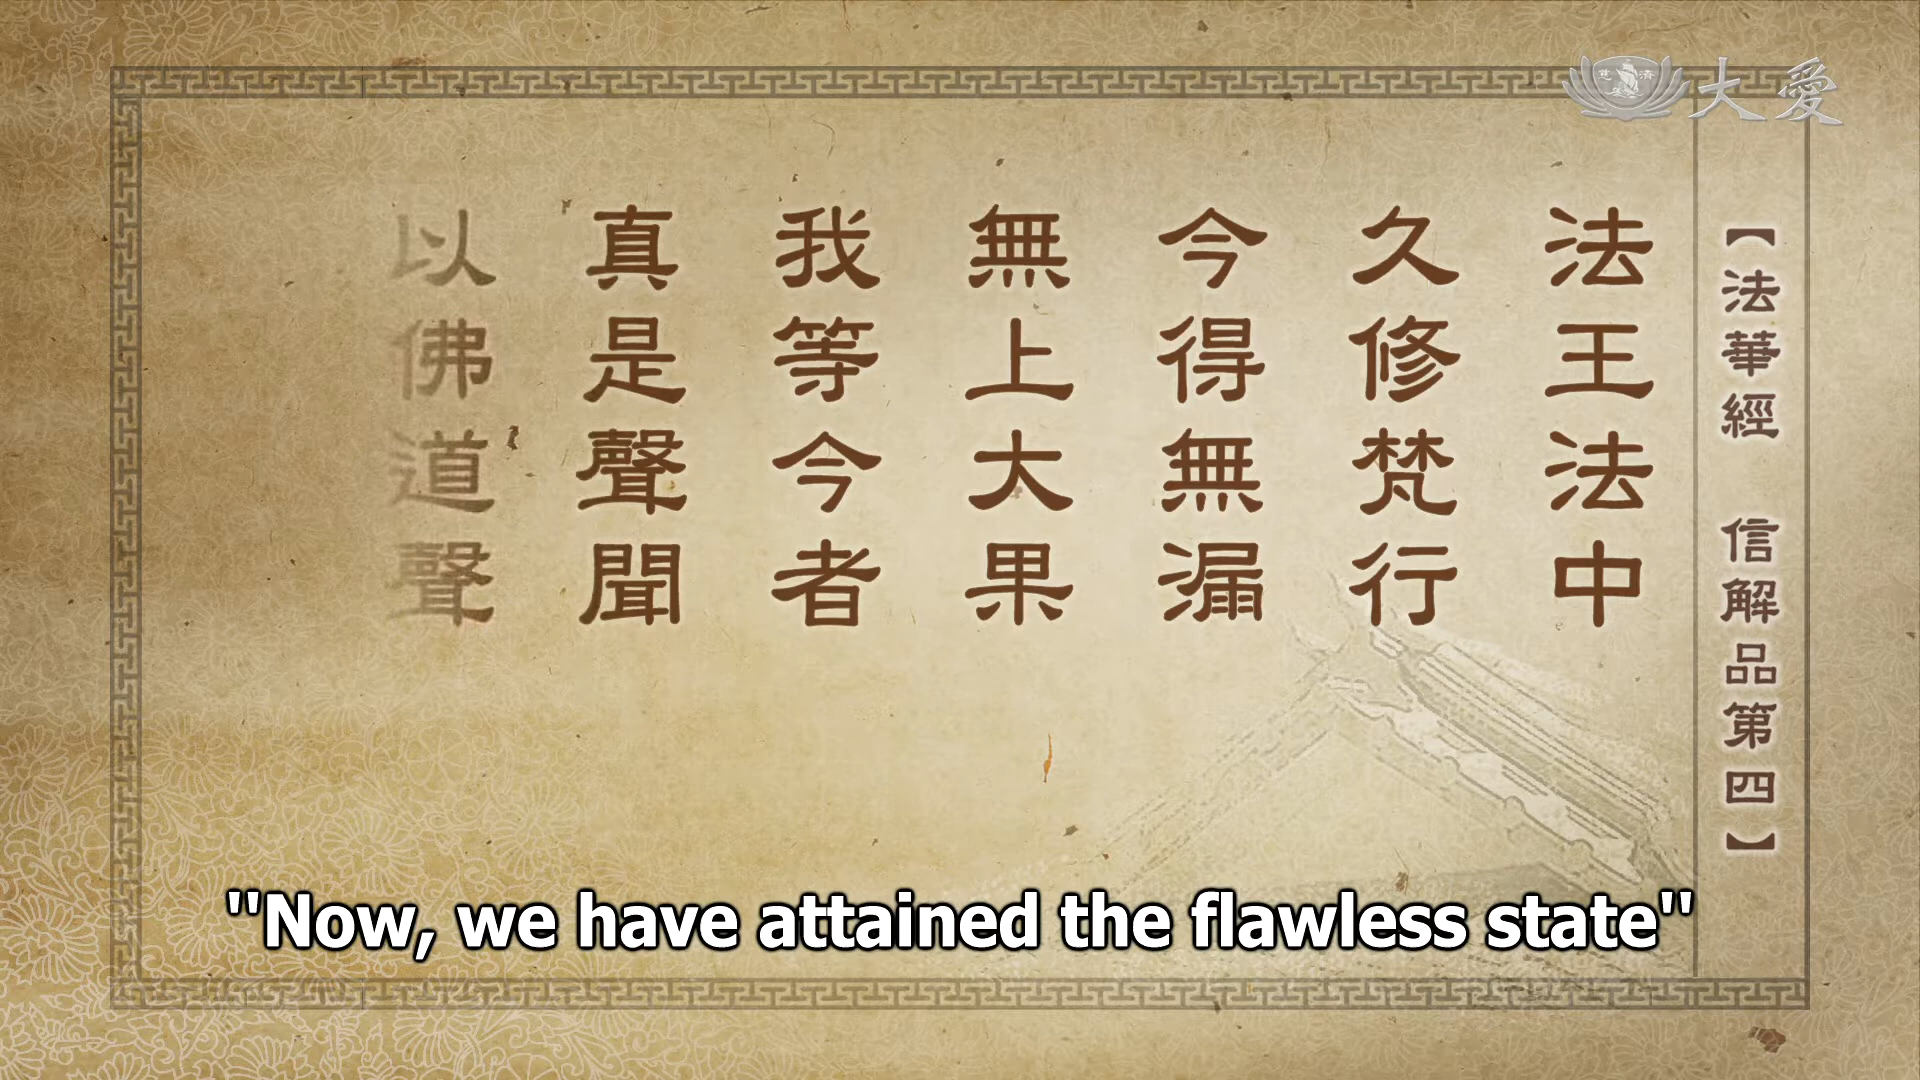 大愛
慈濟
【法華經 信解品第四】
法王法中
久修梵行
今得無漏
無上大果
我等今者
真是聲聞
以佛道聲
"Now, we have attained the flawless state"